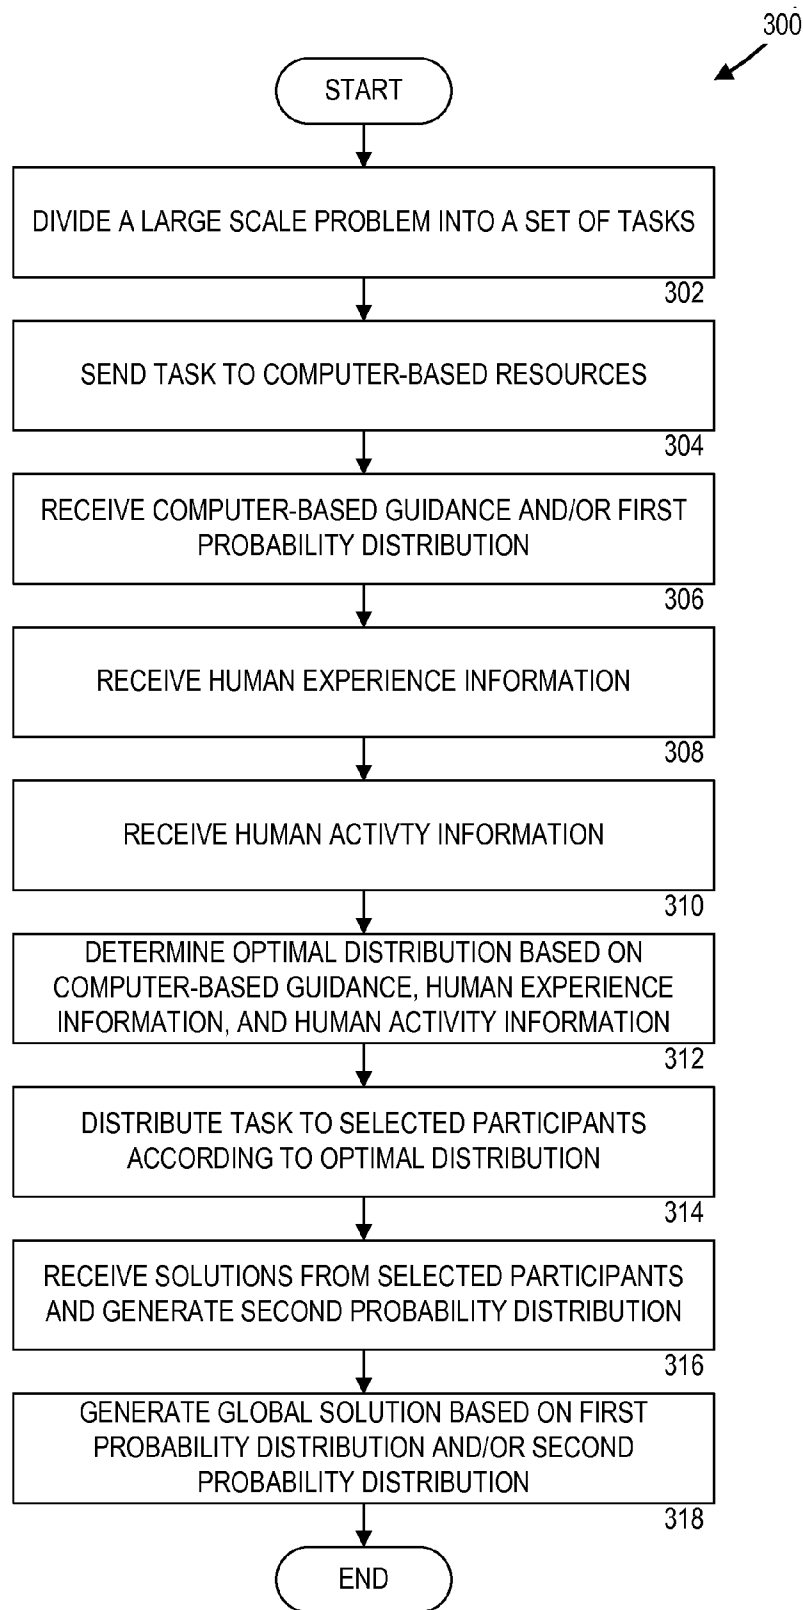 300
START
DIVIDE A LARGE SCALE PROBLEM INTO A SET OF TASKS
302
SEND TASK TO COMPUTER-BASED RESOURCES
304
RECEIVE COMPUTER-BASED GUIDANCE AND/OR FIRST
PROBABILITY DISTRIBUTION
306
RECEIVE HUMAN EXPERIENCE INFORMATION
308
RECEIVE HUMAN ACTIVTY INFORMATION
310
DETERMINE OPTIMAL DISTRIBUTION BASED ON
COMPUTER-BASED GUIDANCE, HUMAN EXPERIENCE
INFORMATION, AND HUMAN ACTIVITY INFORMATION
312
DISTRIBUTE TASK TO SELECTED PARTICIPANTS
ACCORDING TO OPTIMAL DISTRIBUTION
314
RECEIVE SOLUTIONS FROM SELECTED PARTICIPANTS
AND GENERATE SECOND PROBABILITY DISTRIBUTION
316
GENERATE GLOBAL SOLUTION BASED ON FIRST
PROBABILITY DISTRIBUTION AND/OR SECOND
PROBABILITY DISTRIBUTION
318
END